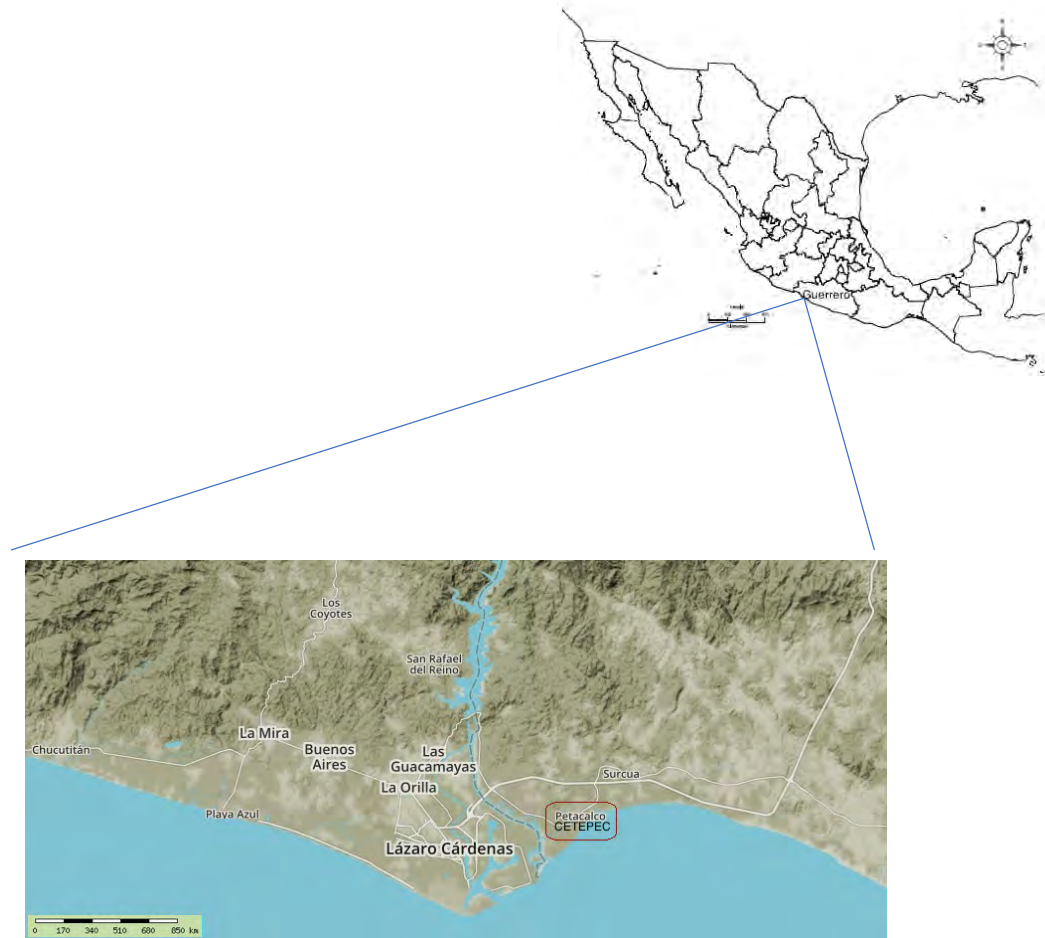 Guerrero
Los
Coyotes
San Rafael
del Reino
La Mira
Buenos
Aires
Las
Guacamayas
Chucutitán
La Orilla
Surcua
Playa Azul
Petacalco
CETEPEC
Lázaro Cárdenas
0 170 340 510 680 850 km